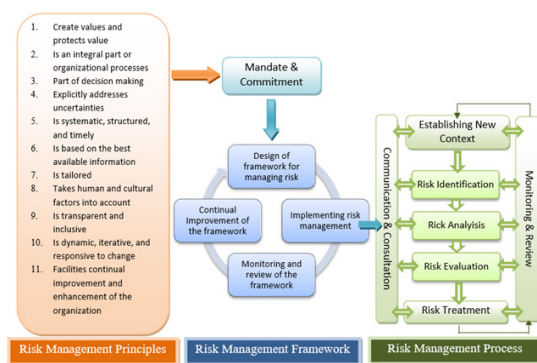 1. Create values and
protects value
2. Is an integral part or
organizational processes
3. Part of decision making
4. Explicitly addresses
uncertainties
5. Is systematic, structured,
and timely
6. Is based on the best
available information
7. Is tailored
8. Takes human and cultural
factors into account
9. Is transparent and
inclusive
10. Is dynamic, iterative, and
responsive to change
11. Facilities continual
improvement and
enhancement of the
organization
Risk Management Principles
Mandate &
Commitment
Design of
framework for
managing risk
Continual
Improvement of
the framework
Implementing risk
management
Monitoring and
review of the
framework
Risk Management Framework
Communication & Consultation
Establishing New
Context
Risk Identification
Rick Analyisis
Risk Evaluation
Risk Treatment
Monitoring & Review
Risk Management Process